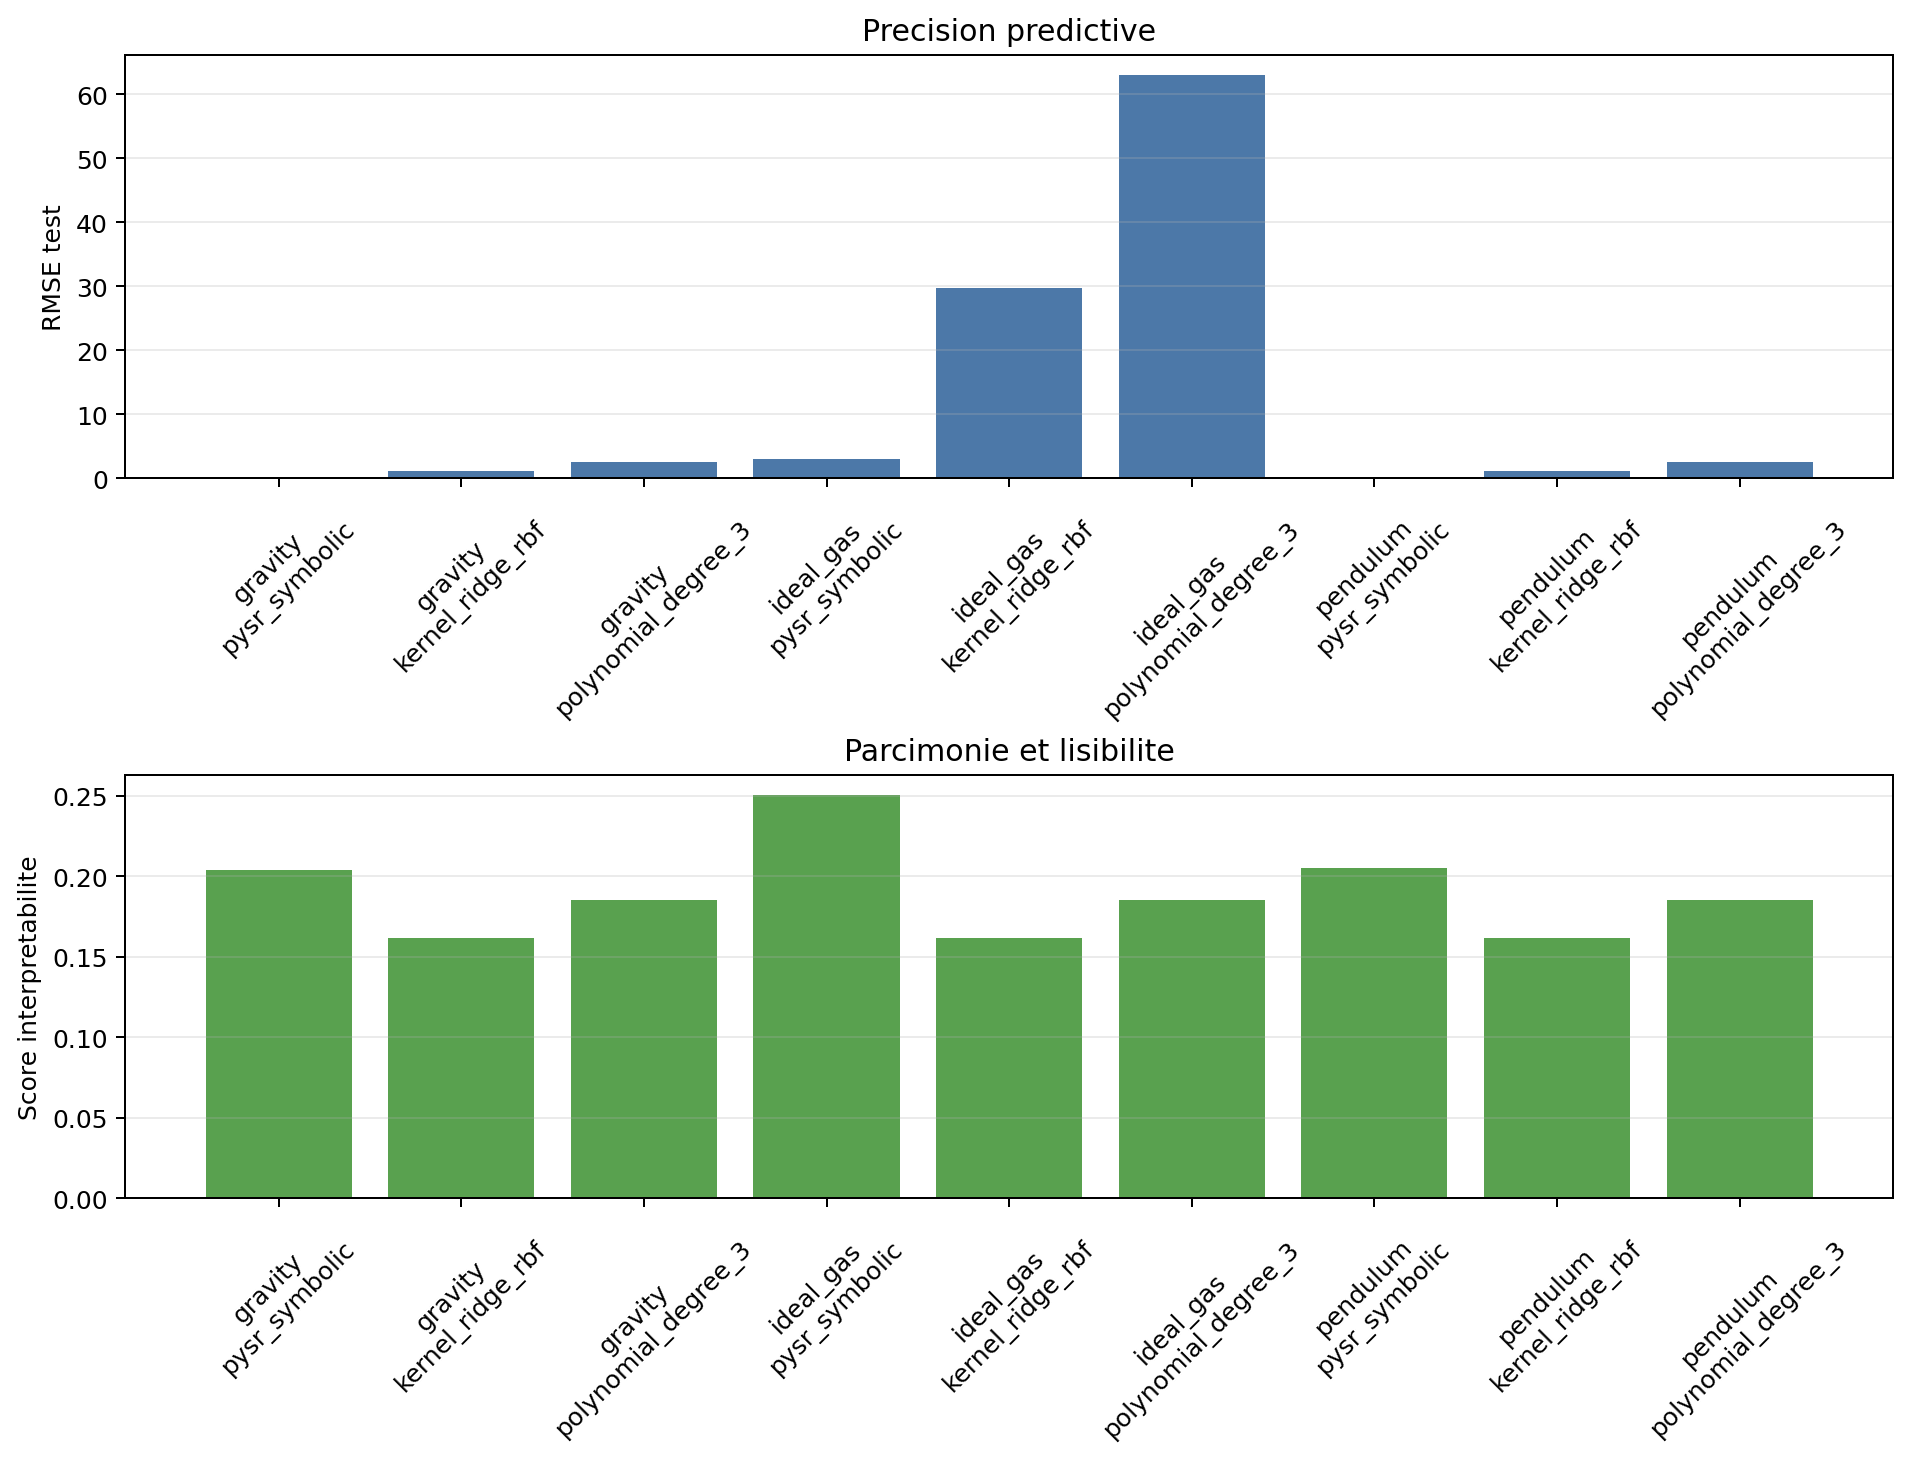 Precision predictive
RMSE test
60
50
40
30
20
10
0
gravity
pysr_symbolic
gravity
kernel_ridge_rbf
gravity
polynomial_degree_3
ideal_gas
pysr_symbolic
ideal_gas
kernel_ridge_rbf
ideal_gas
polynomial_degree_3
pendulum
pysr_symbolic
pendulum
kernel_ridge_rbf
pendulum
polynomial_degree_3
Parcimonie et lisibilite
Score interpretabilite
0.25
0.20
0.15
0.10
0.05
0.00
gravity
pysr_symbolic
gravity
kernel_ridge_rbf
gravity
polynomial_degree_3
ideal_gas
pysr_symbolic
ideal_gas
kernel_ridge_rbf
ideal_gas
polynomial_degree_3
pendulum
pysr_symbolic
pendulum
kernel_ridge_rbf
pendulum
polynomial_degree_3